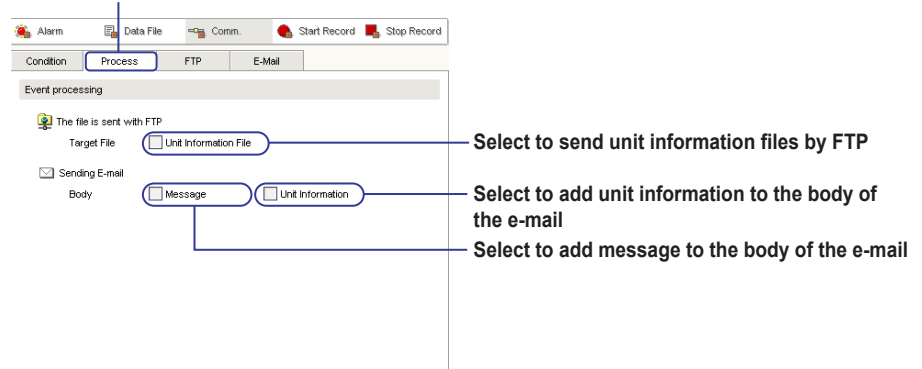 Alarm Data File Comm. Start Record Stop Record
Condition Process FTP E-Mail
Event processing
The file is sent with FTP
Target File Unit Information File
Select to send unit information files by FTP
Sending E-mail
Body Message Unit Information
Select to add unit information to the body of
the e-mail
Select to add message to the body of the e-mail